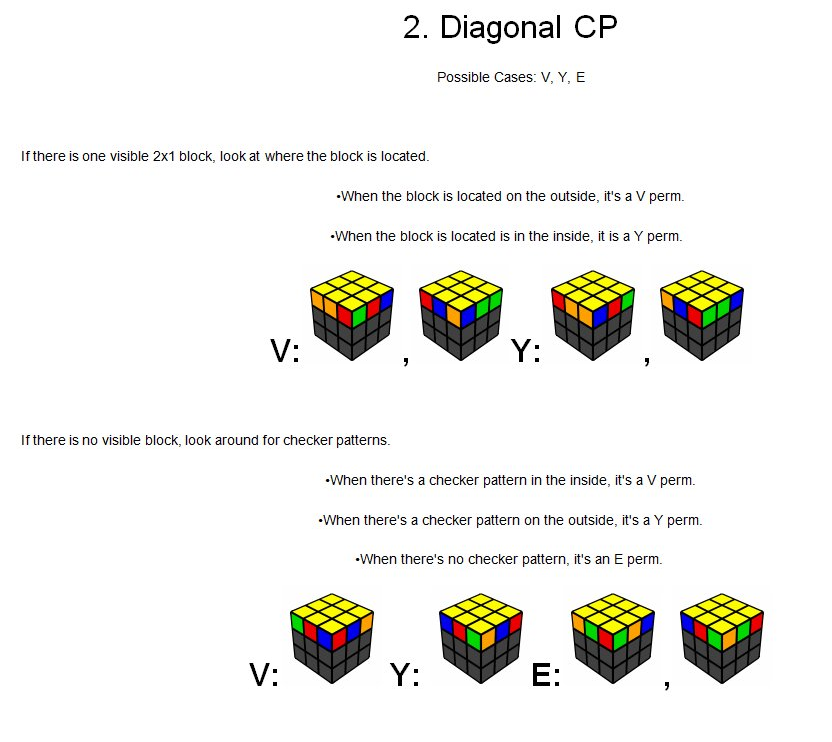 2. Diagonal CP
Possible Cases: V, Y, E
If there is one visible 2x1 block, look at where the block is located.
•When the block is located on the outside, it's a V perm.
•When the block is located is in the inside, it is a Y perm.
V: , Y: ,
If there is no visible block, look around for checker patterns.
•When there's a checker pattern in the inside, it's a V perm.
•When there's a checker pattern on the outside, it's a Y perm.
•When there's no checker pattern, it's an E perm.
V: Y: E: ,